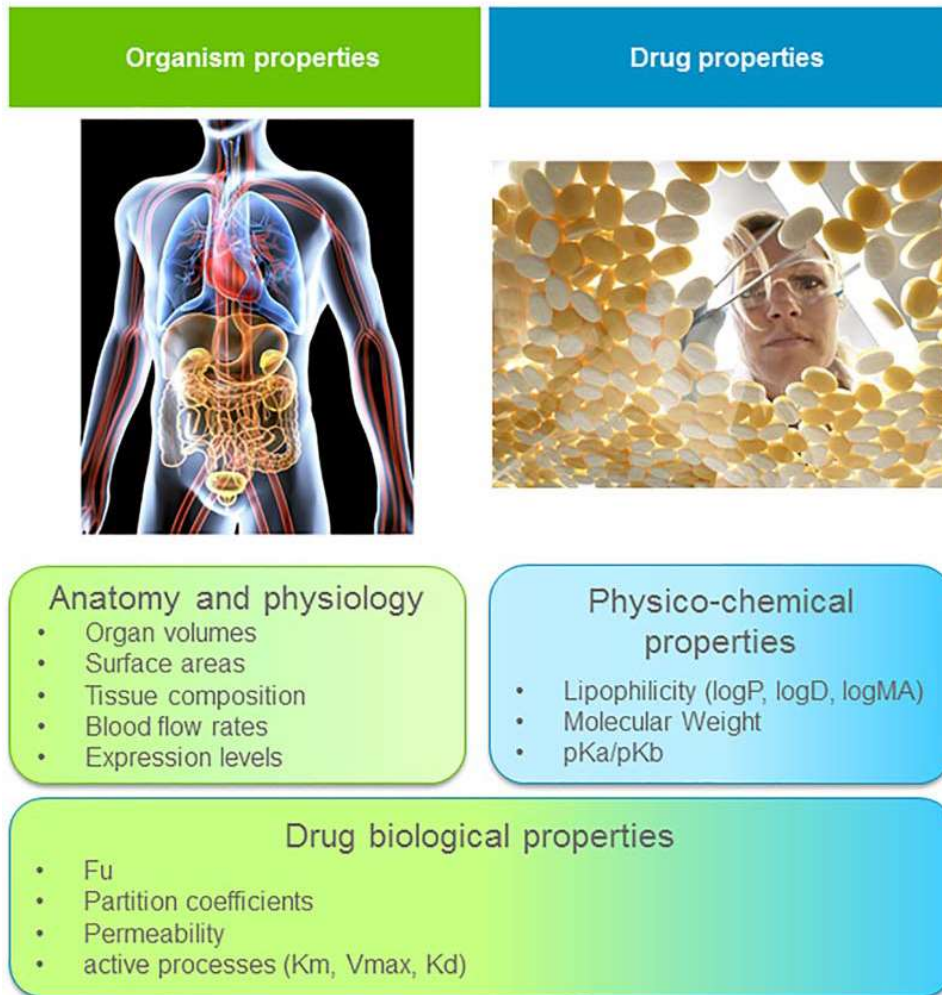 Organism properties
Drug properties
Anatomy and physiology
• Organ volumes
• Surface areas
• Tissue composition
• Blood flow rates
• Expression levels
Physico-chemical
properties
• Lipophilicity (logP, logD, logMA)
• Molecular Weight
• pKa/pKb
Drug biological properties
• Fu
• Partition coefficients
• Permeability
• active processes (Km, Vmax, Kd)